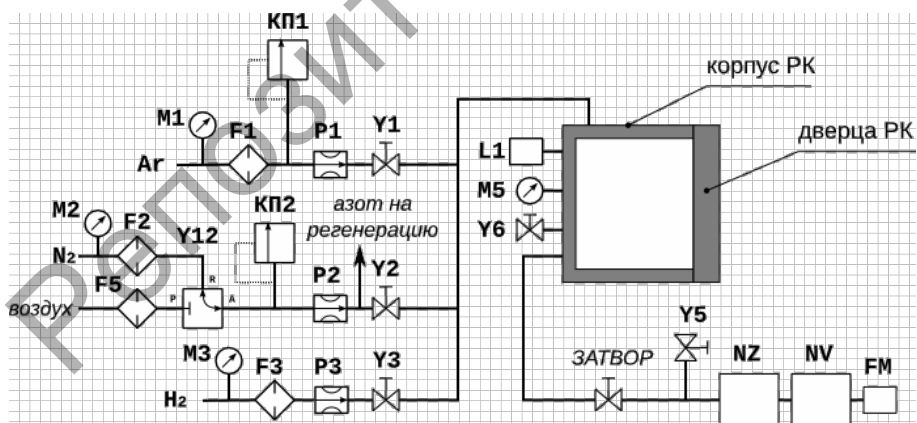 КП1
корпус РК
M1
F1
P1
Y1
дверца РК
L1
Ar
M5
M2
F2
Y12
КП2
азот на
регенерацию
Y6
N2
R
F5
P2
Y2
воздух
P
A
Y5
M3
F3
P3
Y3
ЗАТВОР
NZ
NV
FM
H2
Репозит